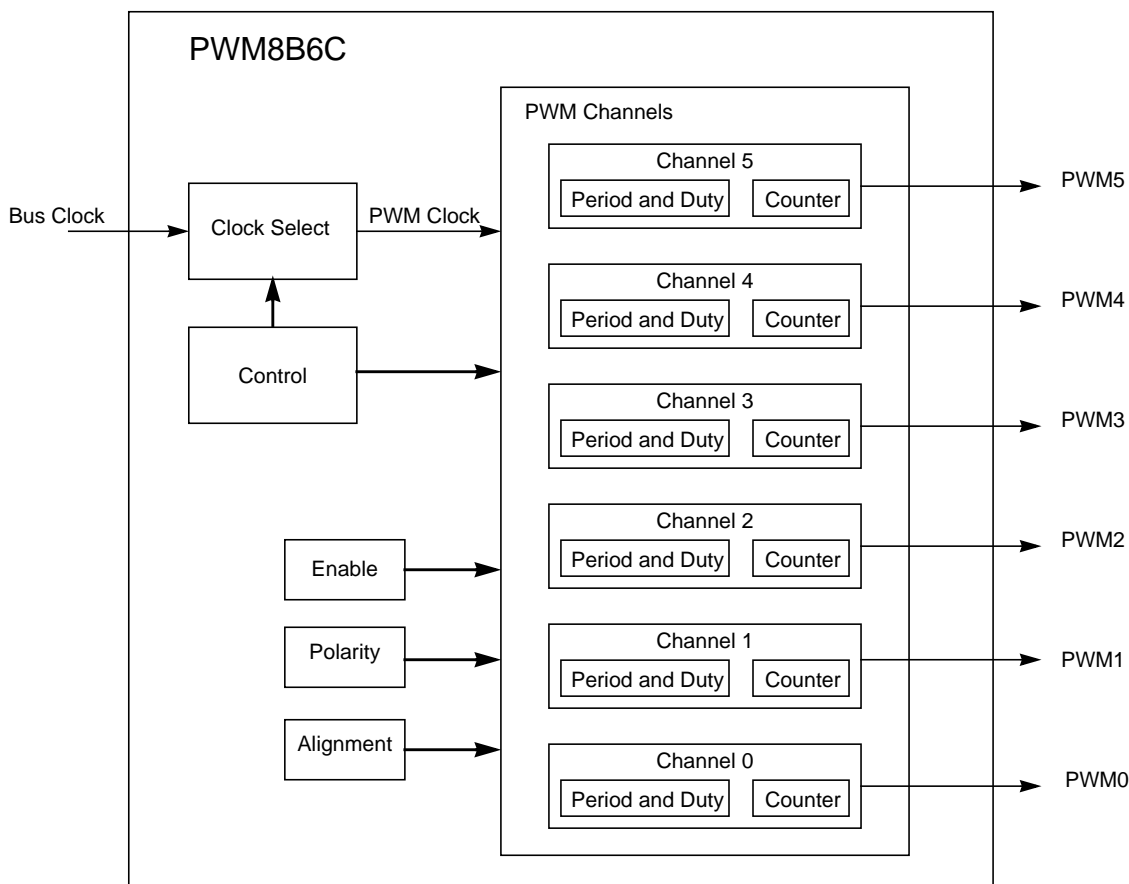 PWM8B6C
PWM Channels
Bus Clock
Clock Select
PWM Clock
Control
Enable
Polarity
Alignment
Channel 5
Period and Duty
Counter
PWM5
Channel 4
Period and Duty
Counter
PWM4
Channel 3
Period and Duty
Counter
PWM3
Channel 2
Period and Duty
Counter
PWM2
Channel 1
Period and Duty
Counter
PWM1
Channel 0
Period and Duty
Counter
PWM0